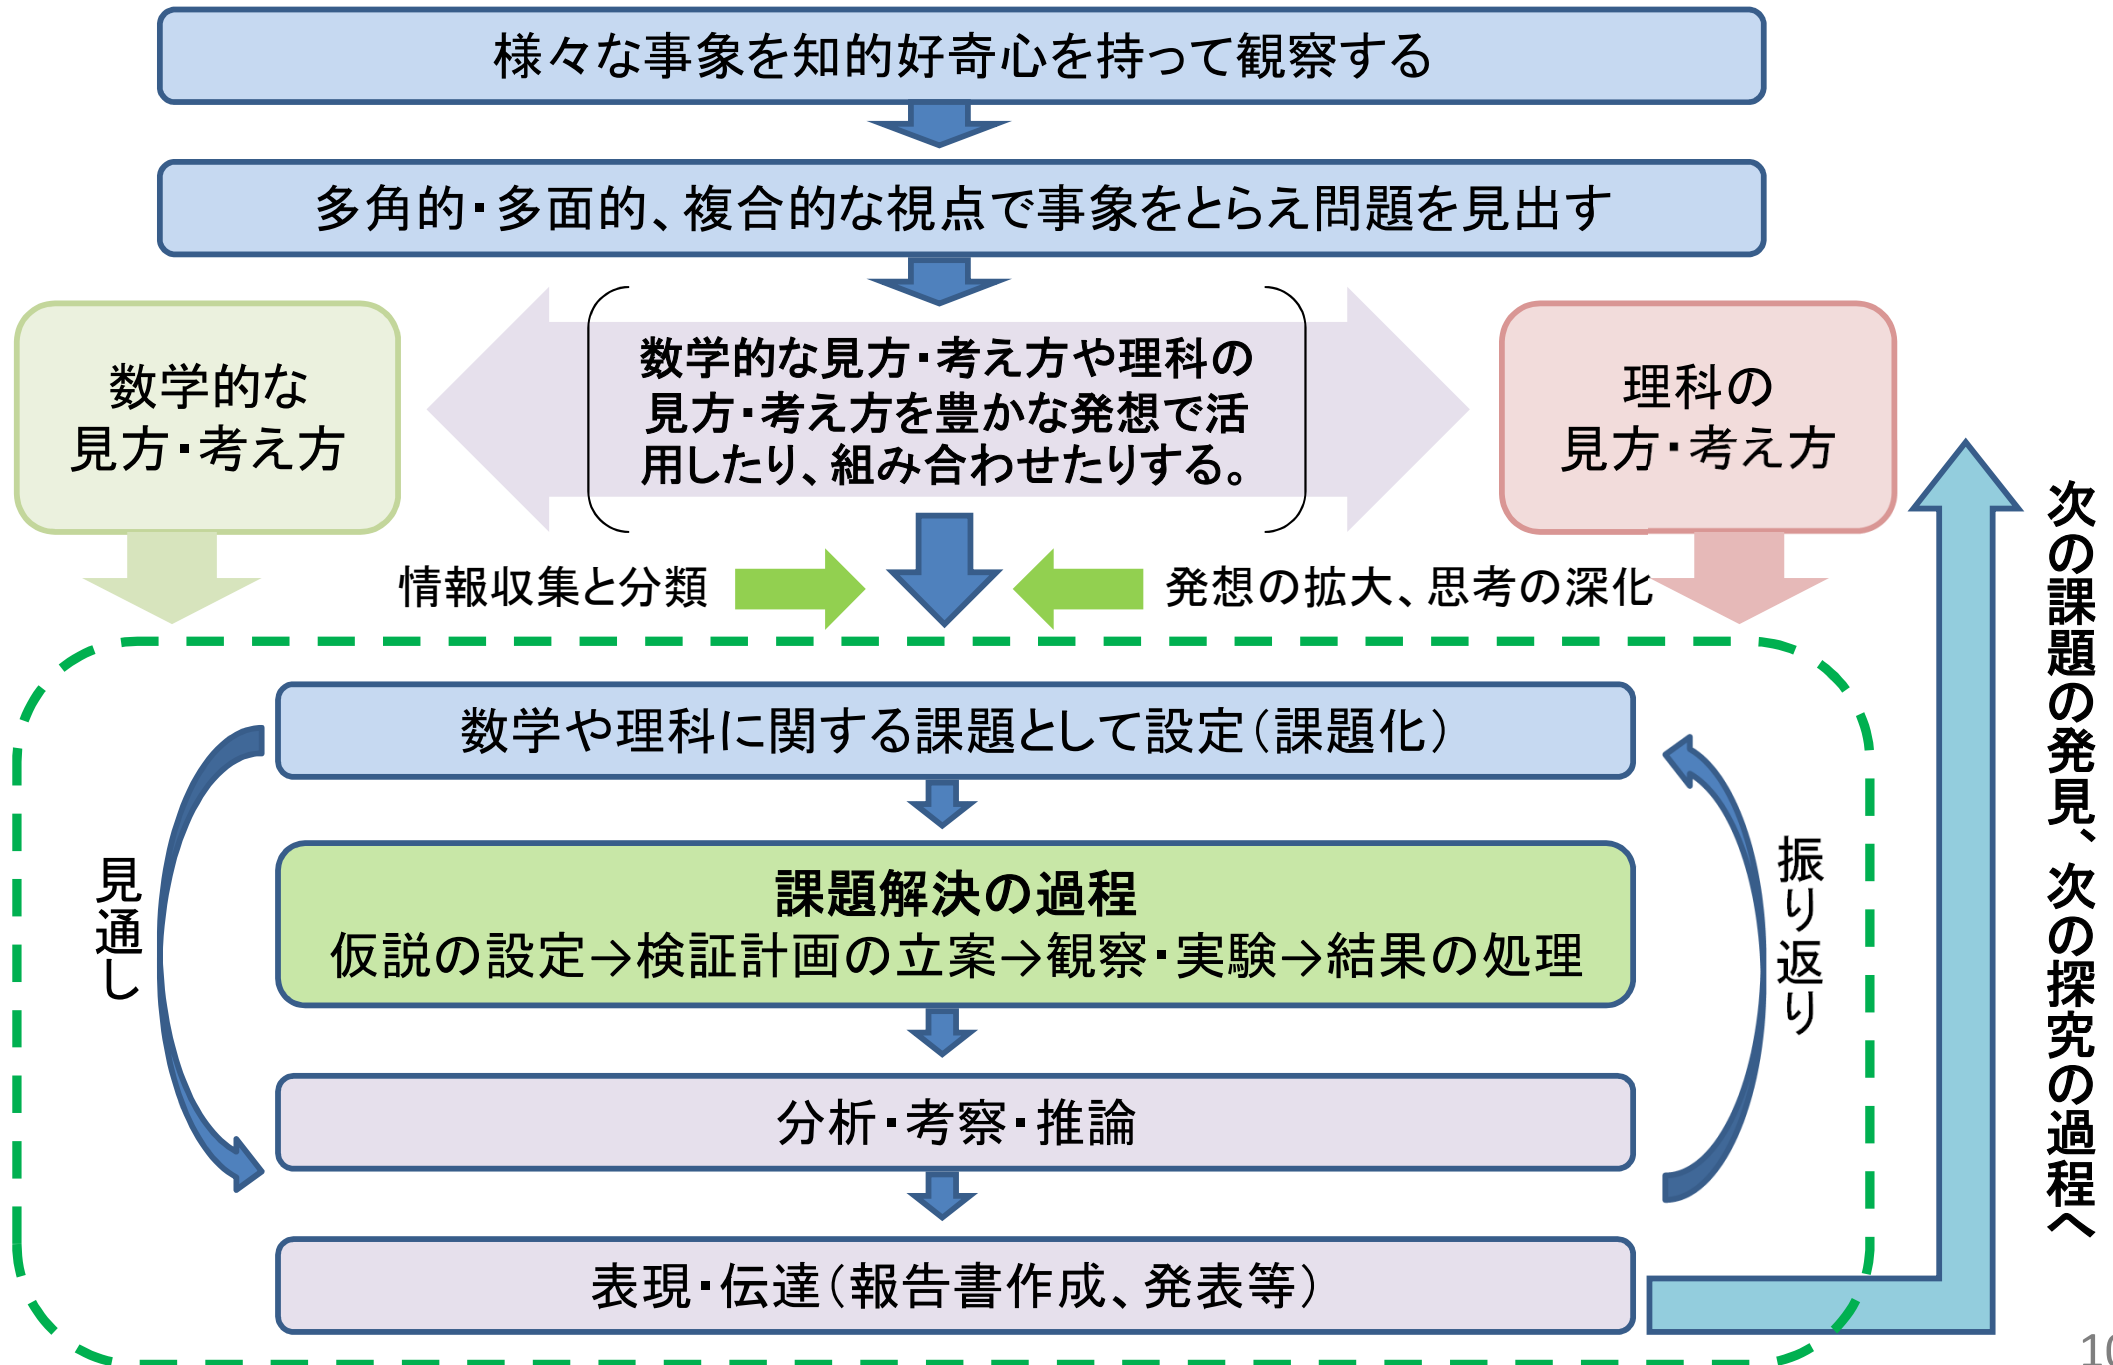 様々な事象を知的好奇心を持って観察する
多角的・多面的、複合的な視点で事象をとらえ問題を見出す
数学的な
見方・考え方
数学的な見方・考え方や理科の
見方・考え方を豊かな発想で活
用したり、組み合わせたりする。
理科の
見方・考え方
情報収集と分類
発想の拡大、思考の深化
数学や理科に関する課題として設定（課題化）
課題解決の過程
仮説の設定→検証計画の立案→観察・実験→結果の処理
分析・考察・推論
表現・伝達（報告書作成、発表等）
見通し
振り返り
次の課題の発見、次の探究の過程へ